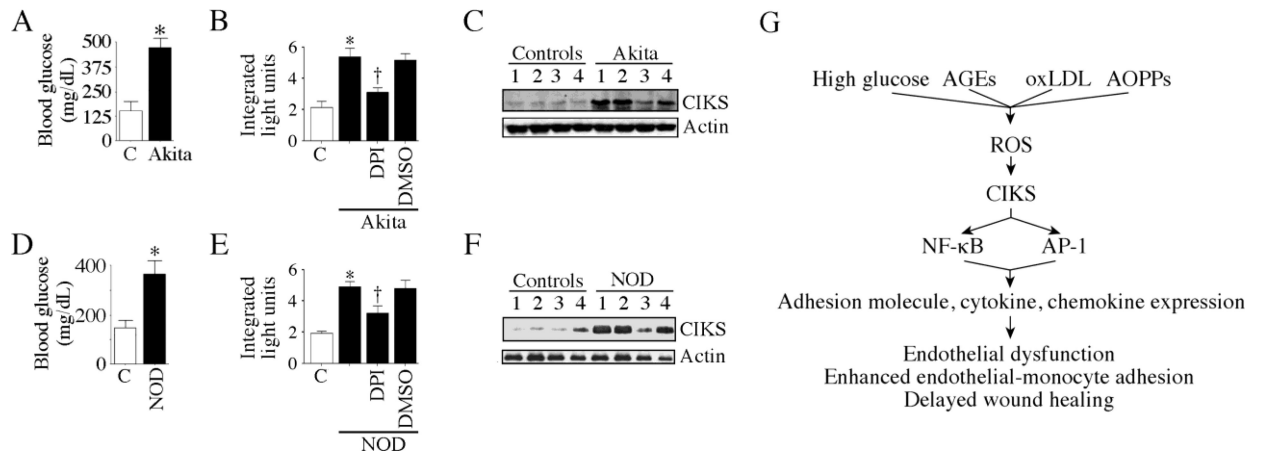 A
Blood glucose
(mg/dL)
500
375
250
125
0
*
C Akita
B
Integrated
light units
6
4
2
0
*
†
C
DPI
DMSO
Akita
C
Controls Akita
1 2 3 4 1 2 3 4
CIKS
Actin
D
Blood glucose
(mg/dL)
400
200
0
*
C
NOD
E
Integrated
light units
6
4
2
0
*
†
C
DPI
DMSO
NOD
F
Controls NOD
1 2 3 4 1 2 3 4
CIKS
Actin
G
High glucose AGEs oxLDL AOPPs
ROS
CIKS
NF-κB AP-1
Adhesion molecule, cytokine, chemokine expression
Endothelial dysfunction
Enhanced endothelial-monocyte adhesion
Delayed wound healing